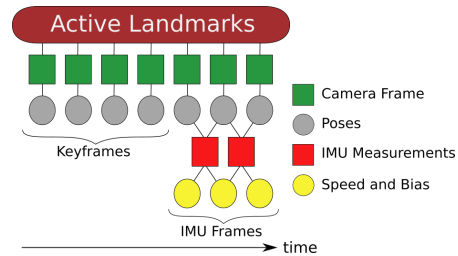 Active Landmarks
Camera Frame
Poses
Keyframes
IMU Measurements
Speed and Bias
IMU Frames
time